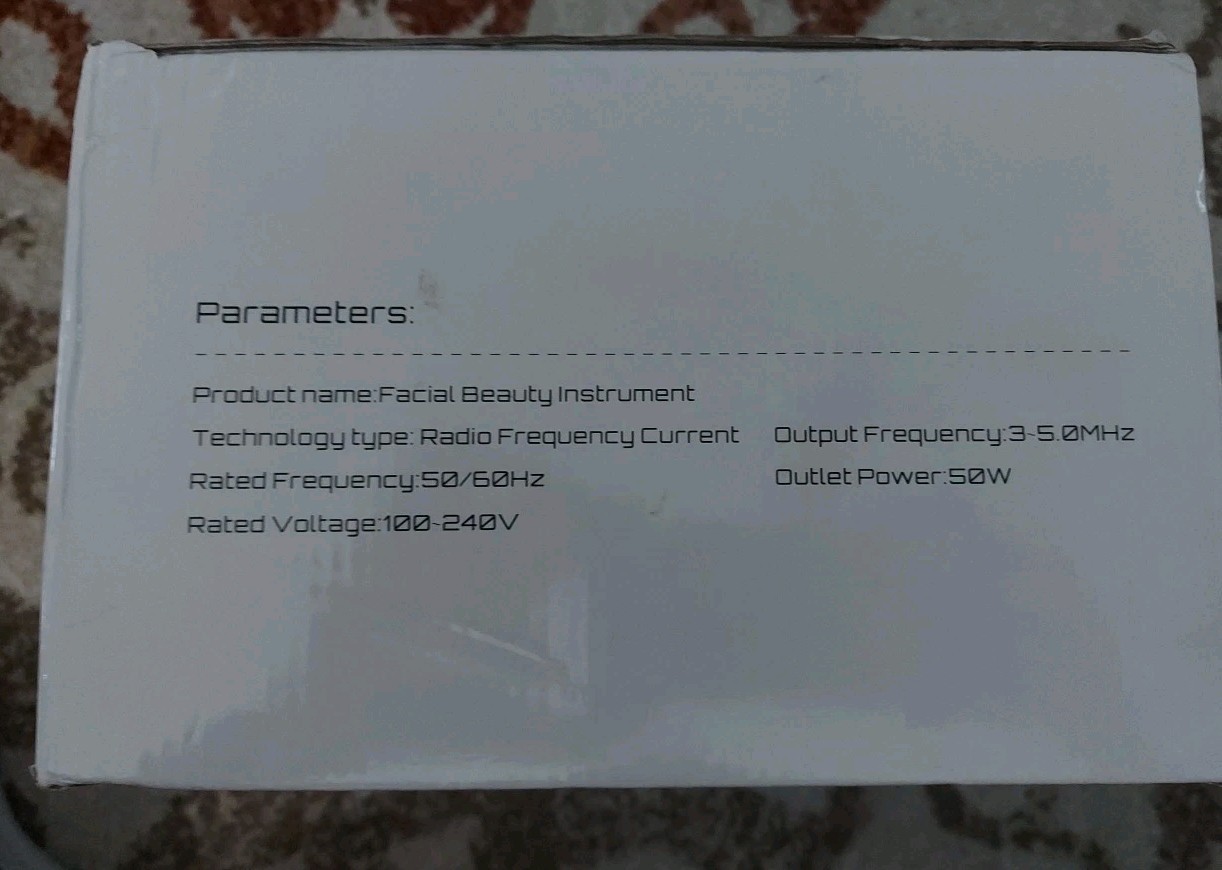 Parameters:
Product name:Facial Beauty Instrument
Technology type: Radio Frequency Current Output Frequency:3~5.0MHz
Rated Frequency:50/60Hz Outlet Power:50W
Rated Voltage:100~240V